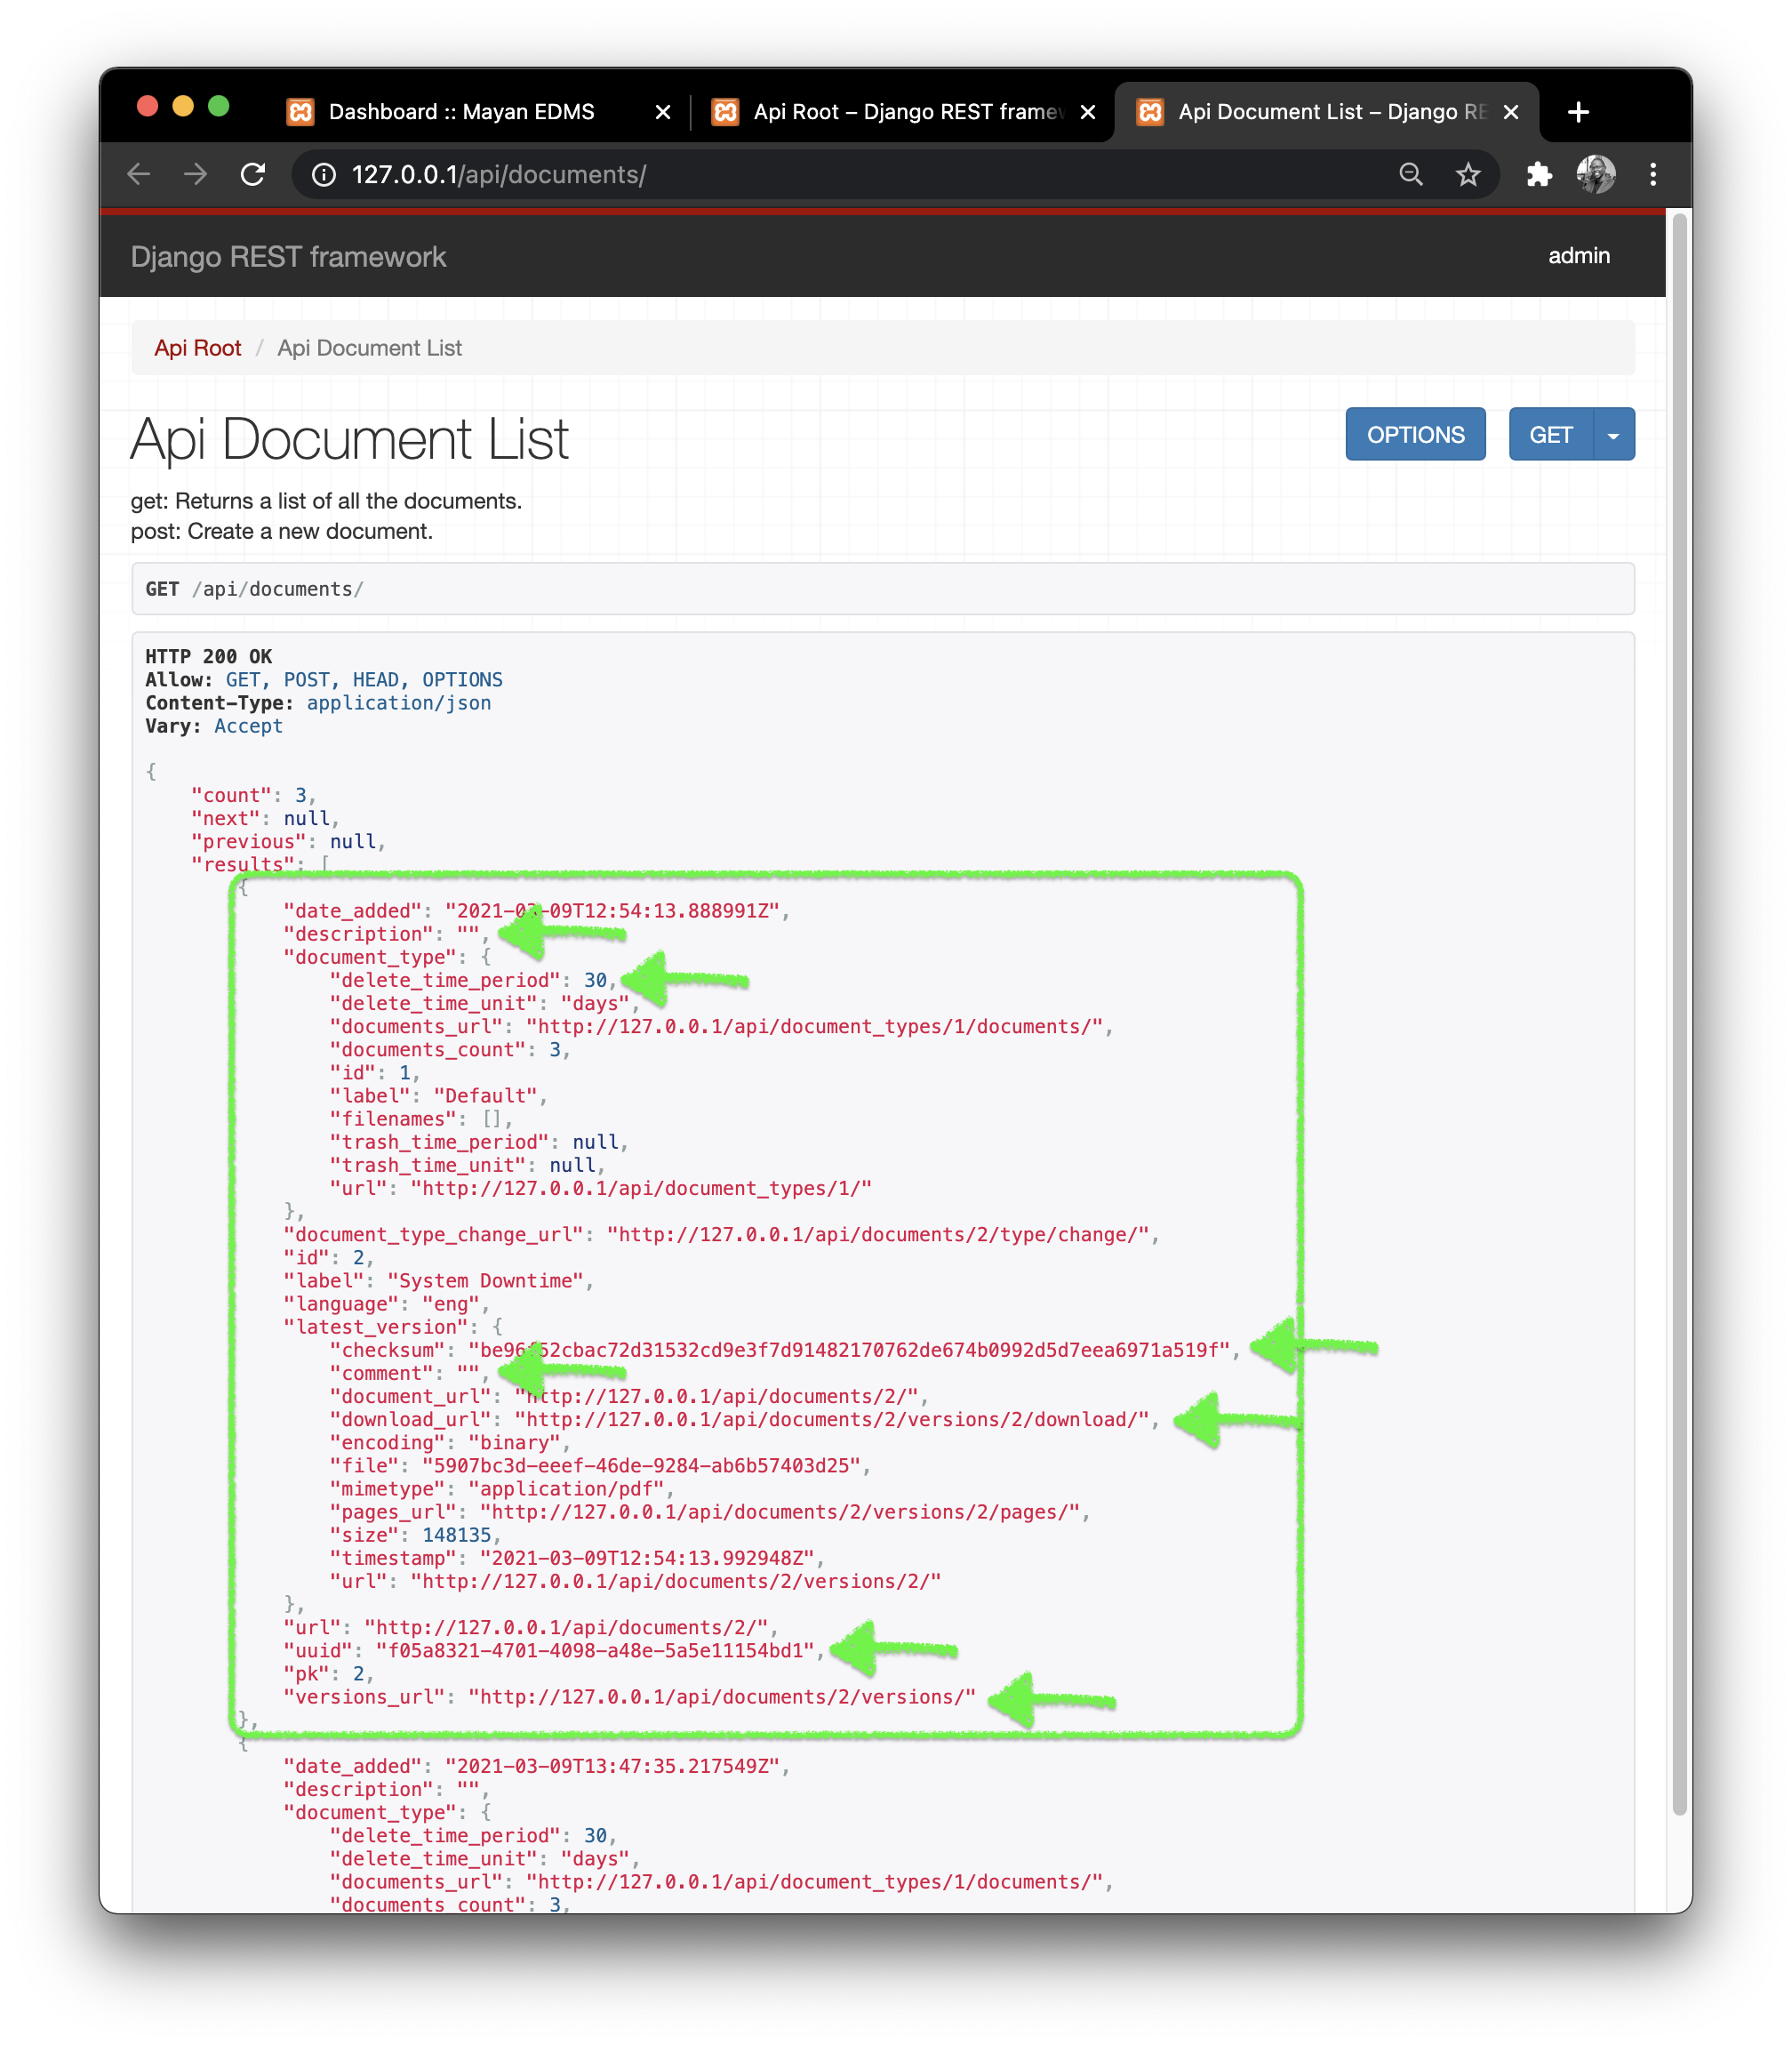 Dashboard :: Mayan EDMS
Api Root – Django REST framew
Api Document List – Django RE
127.0.0.1/api/documents/
Django REST framework
admin
Api Root / Api Document List
Api Document List
OPTIONS
GET
get: Returns a list of all the documents.
post: Create a new document.
GET /api/documents/
HTTP 200 OK
Allow: GET, POST, HEAD, OPTIONS
Content-Type: application/json
Vary: Accept
{
"count": 3,
"next": null,
"previous": null,
"results": [
{
"date_added": "2021-03-09T12:54:13.888991Z",
"description": "",
"document_type": {
"delete_time_period": 30,
"delete_time_unit": "days",
"documents_url": "http://127.0.0.1/api/document_types/1/documents/",
"documents_count": 3,
"id": 1,
"label": "Default",
"filenames": [],
"trash_time_period": null,
"trash_time_unit": null,
"url": "http://127.0.0.1/api/document_types/1/"
},
"document_type_change_url": "http://127.0.0.1/api/documents/2/type/change/",
"id": 2,
"label": "System Downtime",
"language": "eng",
"latest_version": {
"checksum":
"comment": "",
"document_url": "http://127.0.0.1/api/documents/2/",
"download_url": "http://127.0.0.1/api/documents/2/versions/2/download/",
"encoding": "binary",
"file": "5907bc3d-eeef-46de-9284-ab6b57403d25",
"mimetype": "application/pdf",
"pages_url": "http://127.0.0.1/api/documents/2/versions/2/pages/",
"size": 148135,
"timestamp": "2021-03-09T12:54:13.992948Z",
"url": "http://127.0.0.1/api/documents/2/versions/2/"
},
"url": "http://127.0.0.1/api/documents/2/",
"uuid": "f05a8321-4701-4098-a48e-5a5e11154bd1",
"pk": 2,
"versions_url": "http://127.0.0.1/api/documents/2/versions/"
},
{
"date_added": "2021-03-09T13:47:35.217549Z",
"description": "",
"document_type": {
"delete_time_period": 30,
"delete_time_unit": "days",
"documents_url": "http://127.0.0.1/api/document_types/1/documents/",
"documents_count": 3,